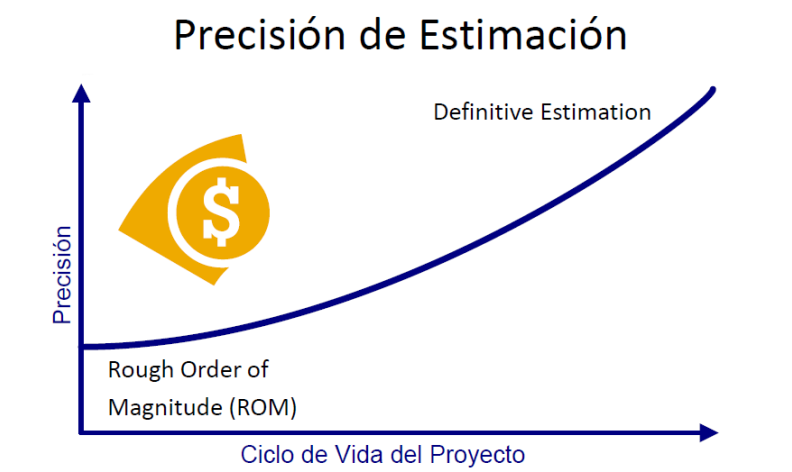 Precisión de Estimación
Definitive Estimation
$
Precisión
Rough Order of
Magnitude (ROM)
Ciclo de Vida del Proyecto